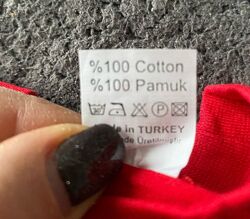 %100 Cotton
%100 Pamuk
in TURKEY